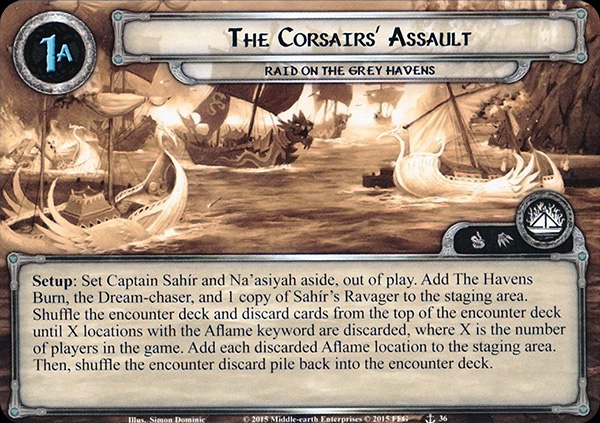 1A
The Corsairs' Assault
Raid on the Grey Havens
Setup: Set Captain Sahír and Na'asiyah aside, out of play. Add The Havens
Burn, the Dream-chaser, and 1 copy of Sahír's Ravager to the staging area.
Shuffle the encounter deck and discard cards from the top of the encounter deck
until X locations with the Aflame keyword are discarded, where X is the number
of players in the game. Add each discarded Aflame location to the staging area.
Then, shuffle the encounter discard pile back into the encounter deck.
Illus. Simon Dominic © 2015 Middle-earth Enterprises © 2015 FFG 36